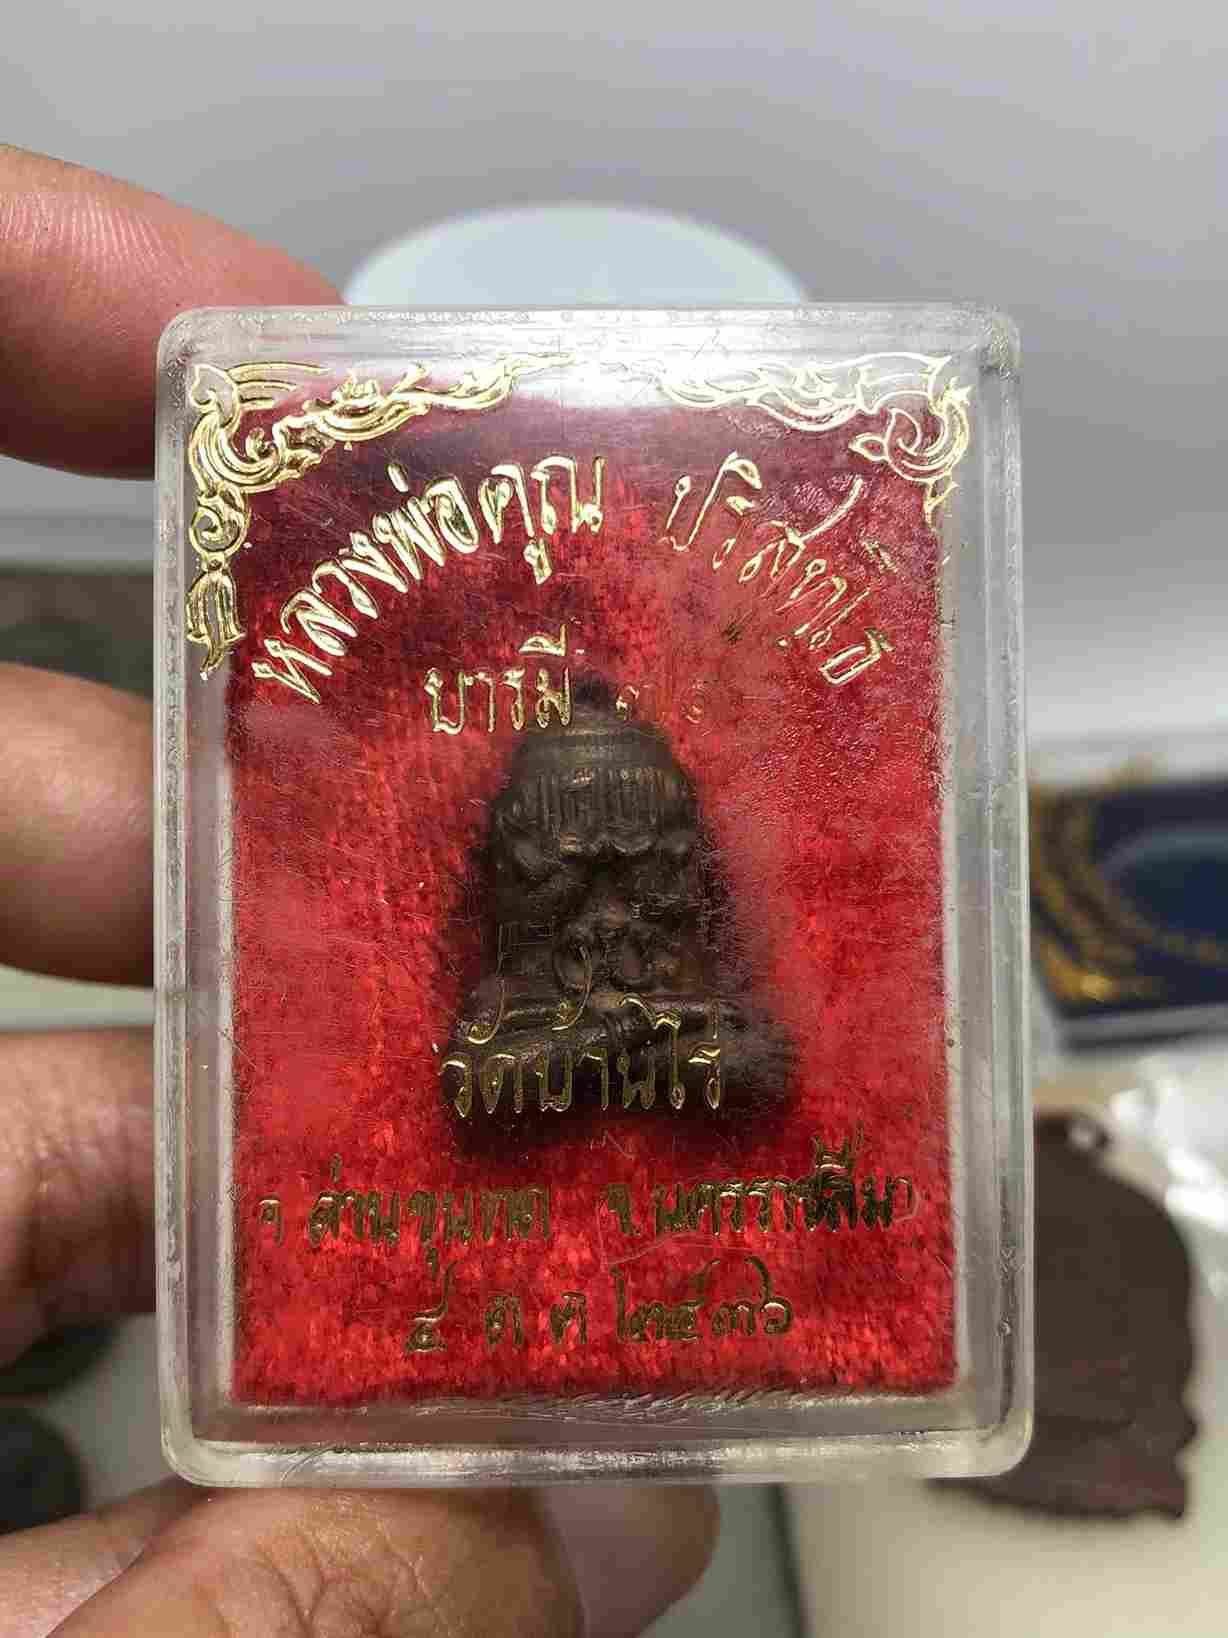 หลวงพ่อคูณ ปริสุทฺโธ
บารมี
วัดบ้านไร่
อ.ด่านขุนทด จ.นครราชสีมา
๔ ต ค ๒๕๓๖